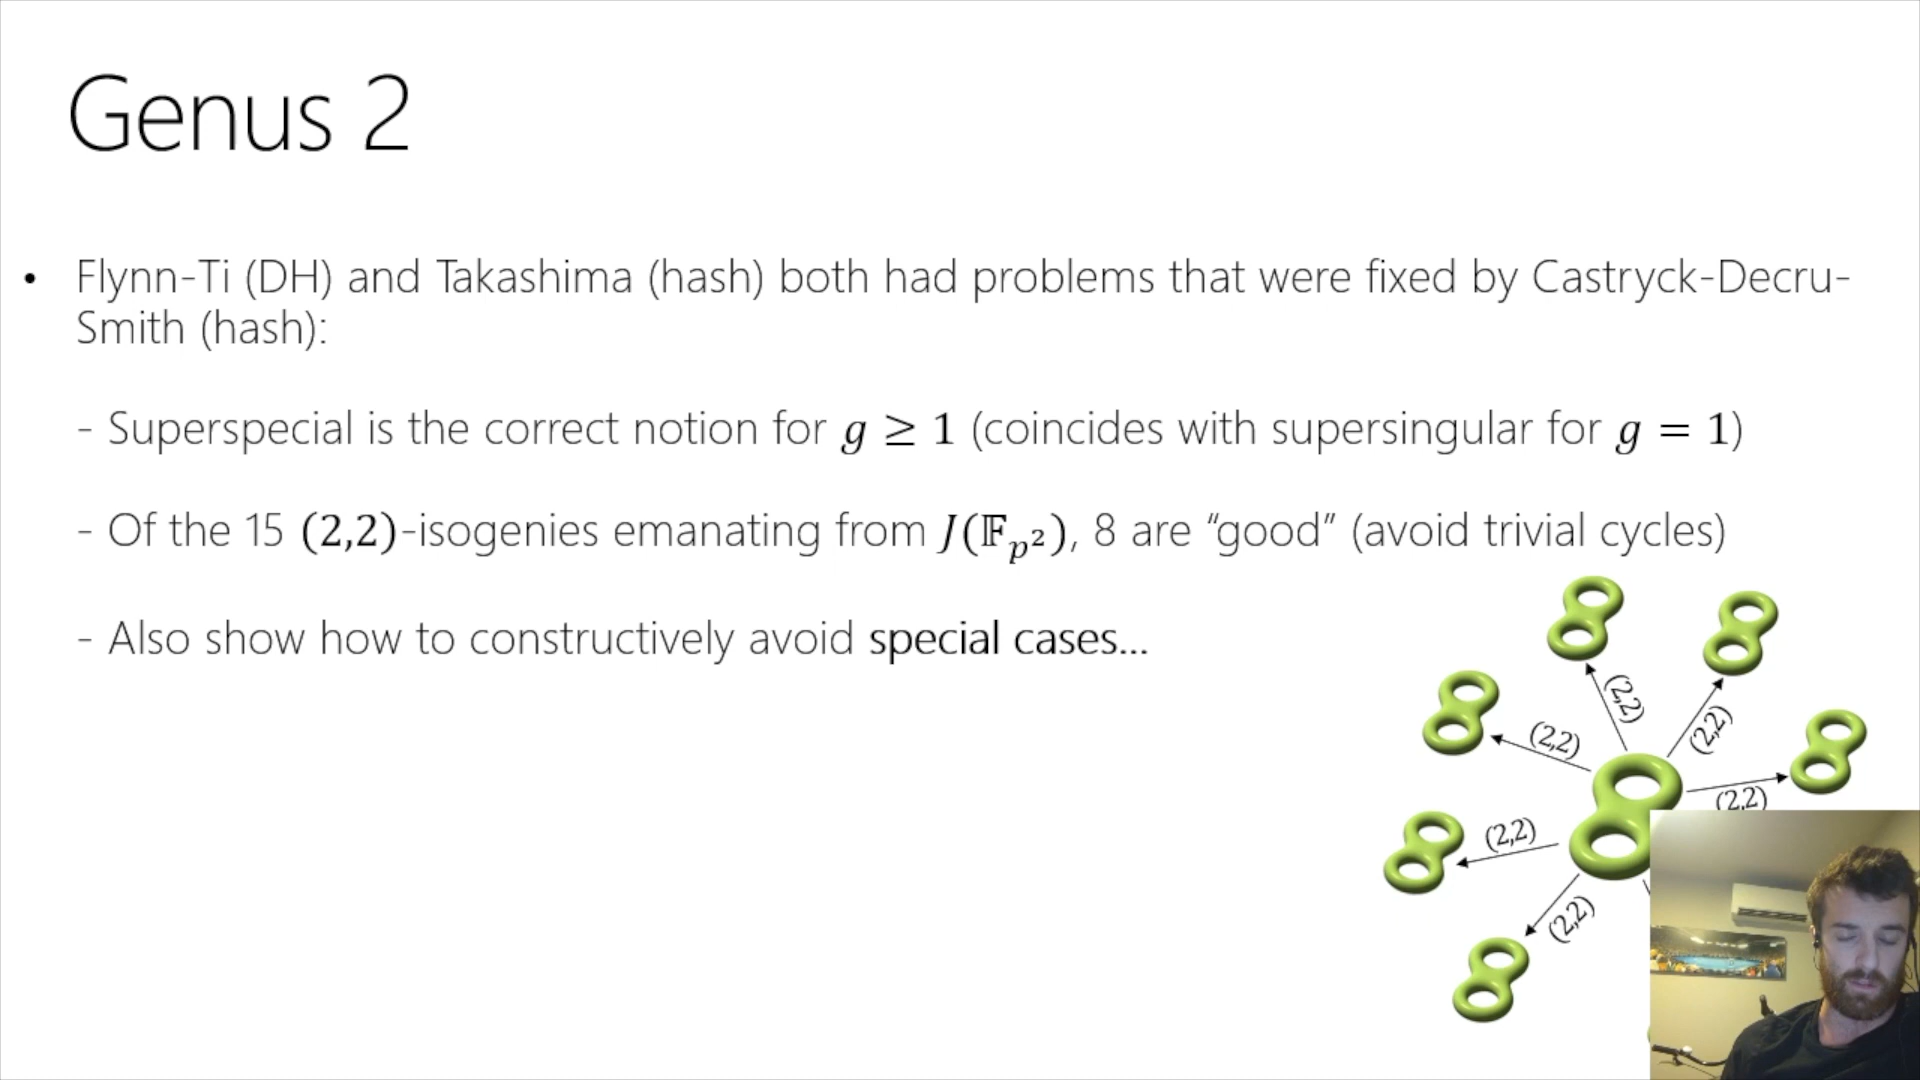 Genus 2
• Flynn-Ti (DH) and Takashima (hash) both had problems that were fixed by Castryck-Decru-
Smith (hash):
- Superspecial is the correct notion for g ≥ 1 (coincides with supersingular for g = 1)
- Of the 15 (2,2)-isogenies emanating from J(𝔽_{p²}), 8 are “good” (avoid trivial cycles)
- Also show how to constructively avoid special cases...
(2,2)
(2,2)
(2,2)
(2,2)
(2,2)
(2,2)